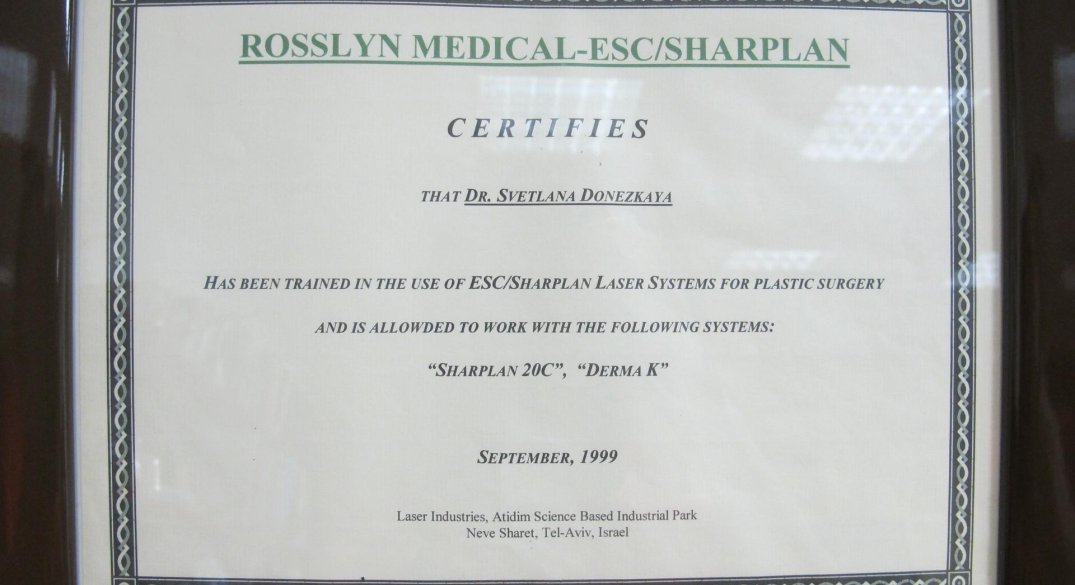 ROSSLYN MEDICAL-ESC/SHARPLAN
CERTIFIES
THAT DR. SVETLANA DONEZKAYA
HAS BEEN TRAINED IN THE USE OF ESC/SHARPLAN LASER SYSTEMS FOR PLASTIC SURGERY
AND IS ALLOWDED TO WORK WITH THE FOLLOWING SYSTEMS:
“SHARPLAN 20C”, “DERMA K”
SEPTEMBER, 1999
Laser Industries, Atidim Science Based Industrial Park
Neve Sharet, Tel-Aviv, Israel